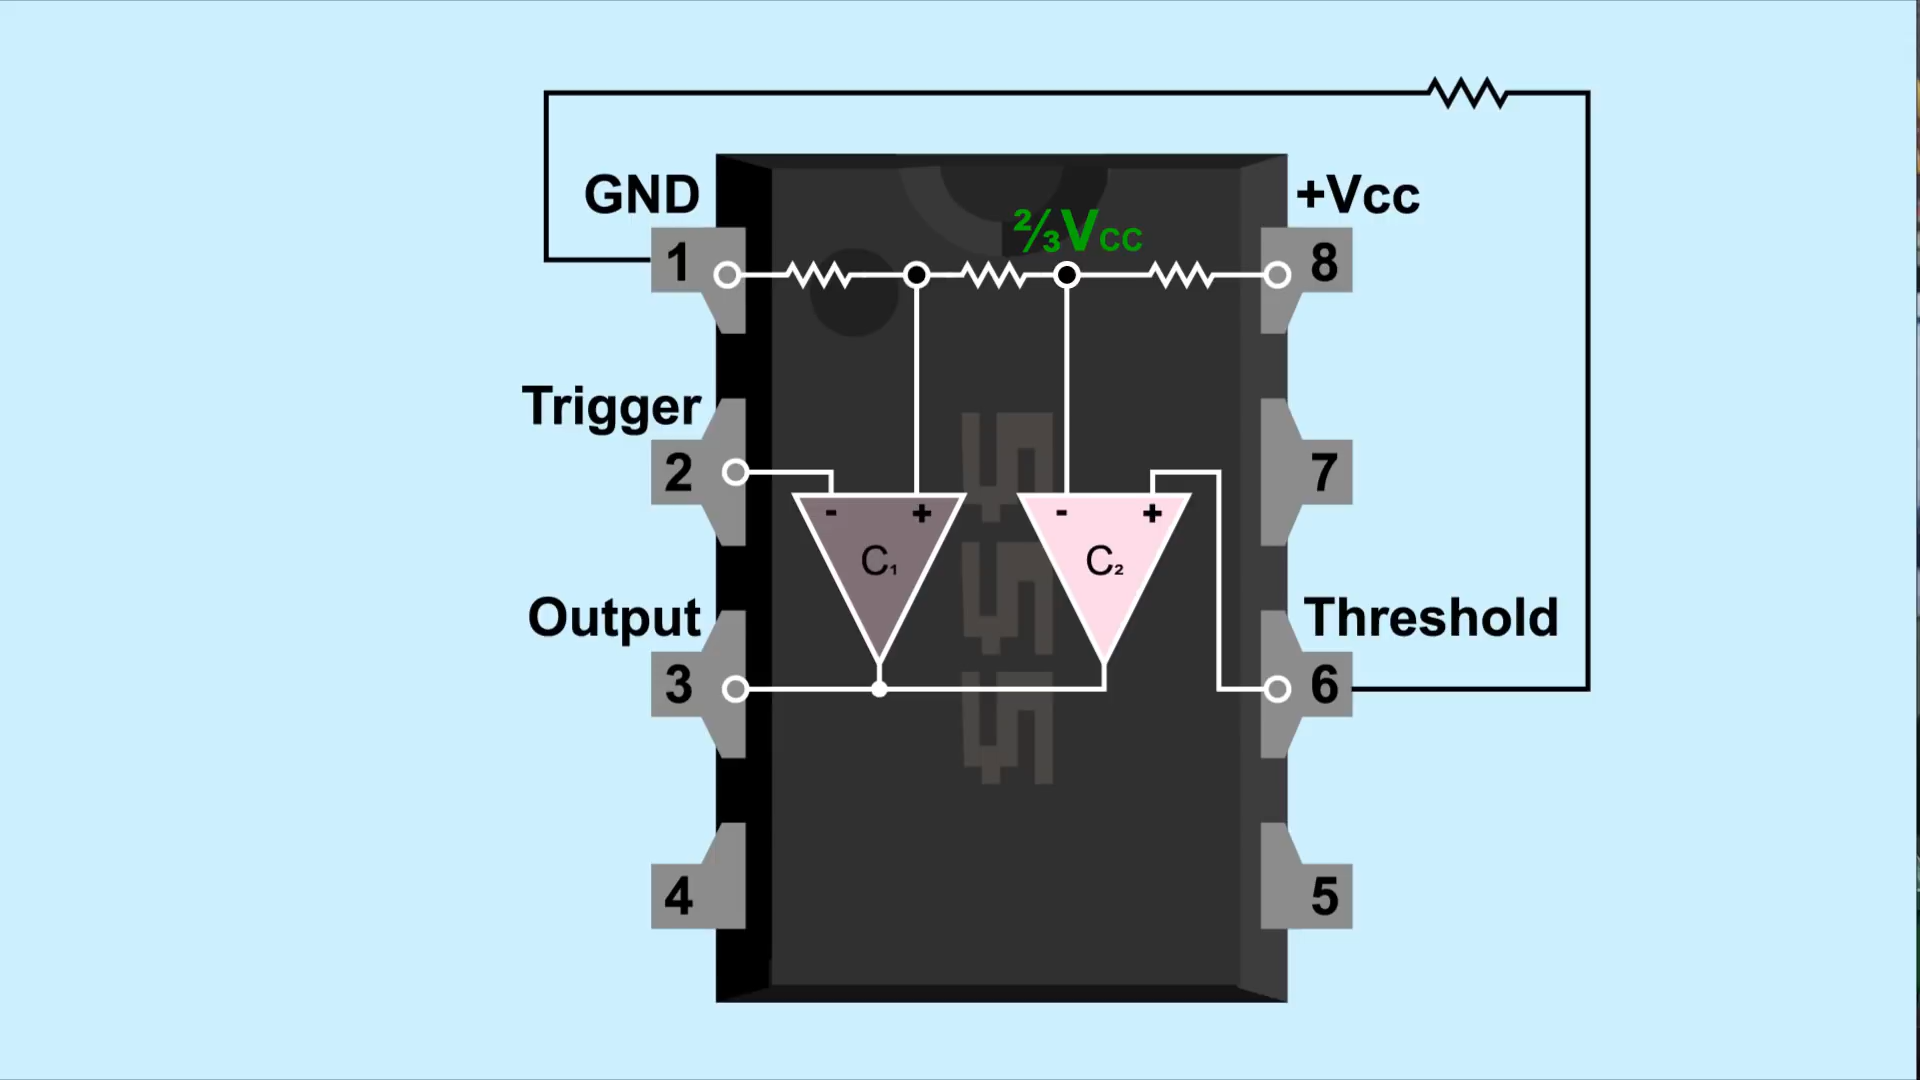 ⅔Vcc
GND
+Vcc
1
8
Trigger
2
7
- +
- +
C₁
C₂
555
Output
Threshold
3
6
4
5